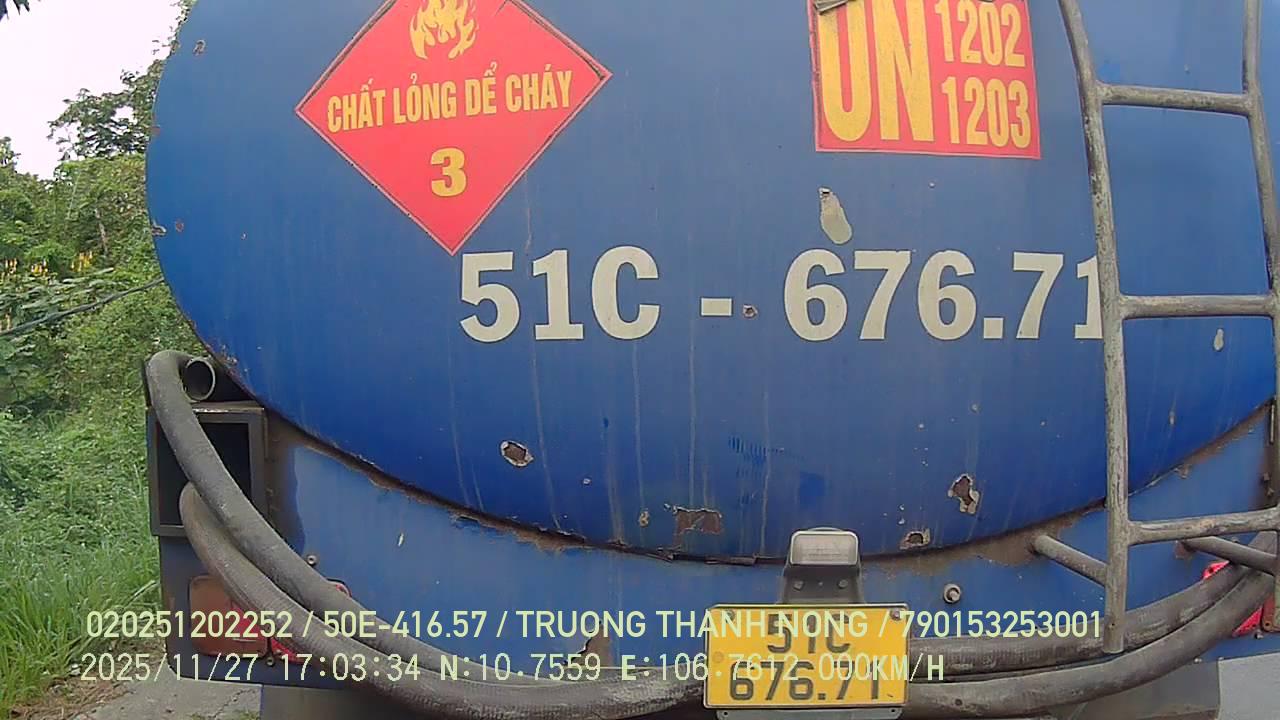 CHẤT LỎNG DỄ CHÁY
3
UN 1202
1203
51C - 676.71
51C
676.71
020251202252 / 50E-416.57 / TRUONG THANH NONG / 790153253001
2025/11/27 17:03:34 N:10.7559 E:106.7612 000KM/H